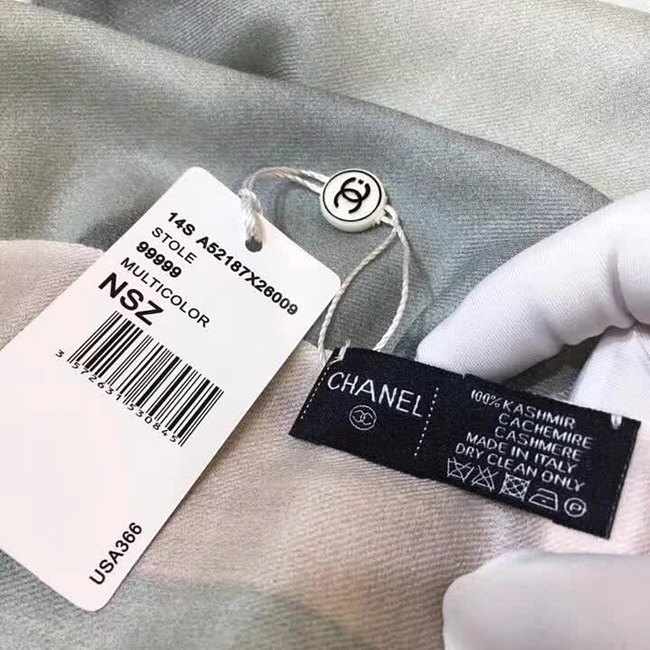 14S A52187X26009
STOLE
99999
MULTICOLOR
NSZ
3 572631 530845
USA366
CHANEL
100% KASHMIR
CACHEMIRE
CASHMERE
MADE IN ITALY
DRY CLEAN ONLY
P